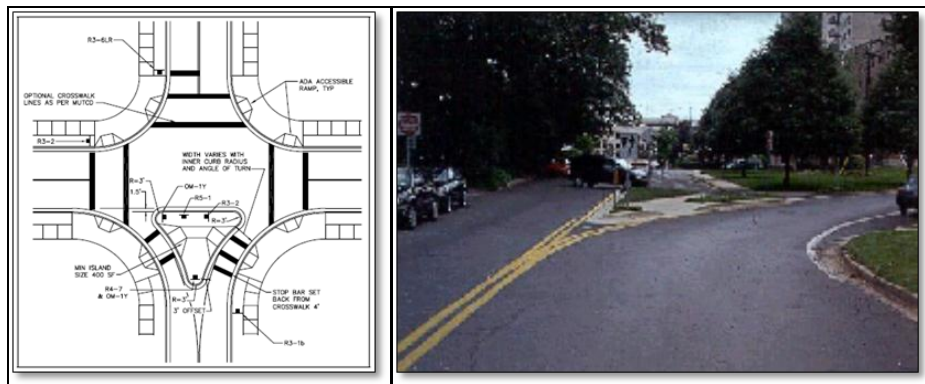 R3-6LR
ADA ACCESSIBLE
RAMP, TYP
OPTIONAL CROSSWALK
LINES AS PER MUTCD
R3-2
WIDTH VARIES WITH
INNER CURB RADIUS
AND ANGLE OF TURN
R=3'
1.5'
OM-1Y
R5-1
R3-2
R=3'
MIN ISLAND
SIZE 400 SF
R4-7
& OM-1Y
R=3'
3' OFFSET
STOP BAR SET
BACK FROM
CROSSWALK 4'
R3-1b